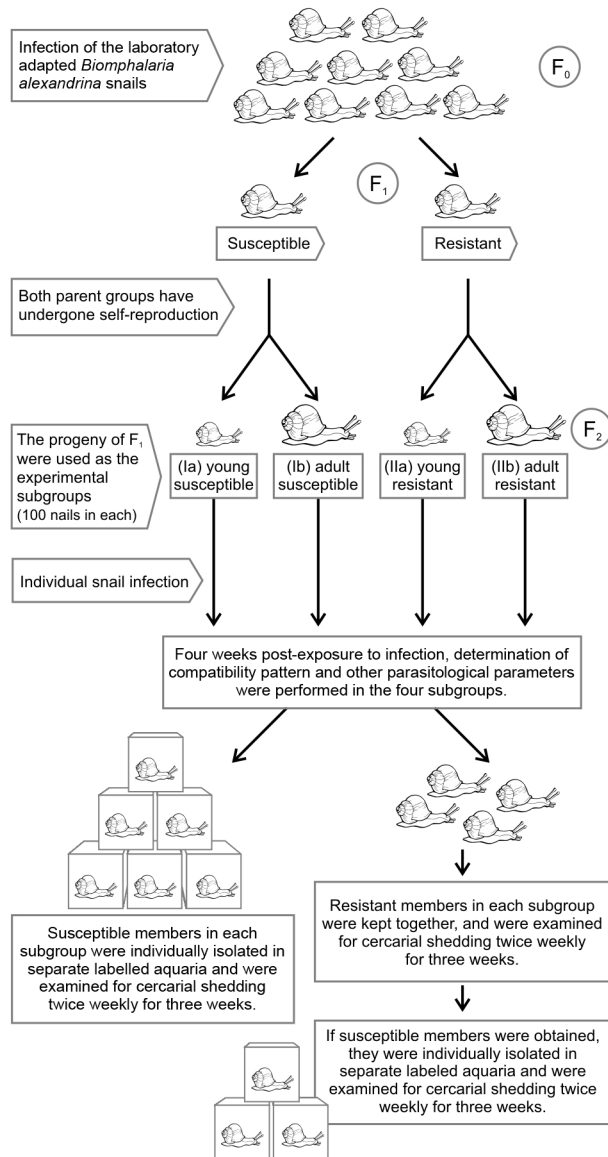 Infection of the laboratory
adapted Biomphalaria
alexandrina snails
F₀
F₁
Susceptible
Resistant
Both parent groups have
undergone self-reproduction
F₂
The progeny of F₁
were used as the
experimental
subgroups
(100 nails in each)
(Ia) young
susceptible
(Ib) adult
susceptible
(IIa) young
resistant
(IIb) adult
resistant
Individual snail infection
Four weeks post-exposure to infection, determination of
compatibility pattern and other parasitological parameters
were performed in the four subgroups.
Susceptible members in each
subgroup were individually isolated in
separate labelled aquaria and were
examined for cercarial shedding
twice weekly for three weeks.
Resistant members in each subgroup
were kept together, and were examined
for cercarial shedding twice weekly
for three weeks.
If susceptible members were obtained,
they were individually isolated in
separate labeled aquaria and were
examined for cercarial shedding twice
weekly for three weeks.